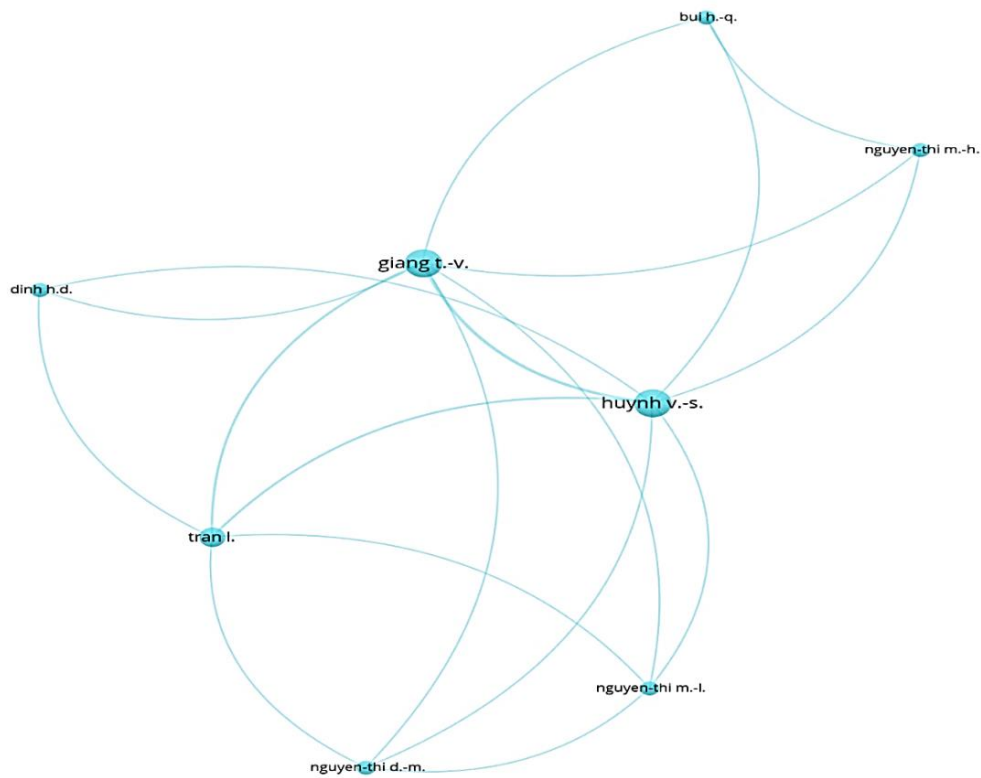 bui h.-q.
nguyen-thi m.-h.
giang t.-v.
dinh h.d.
huynh v.-s.
tran l.
nguyen-thi m.-l.
nguyen-thi d.-m.